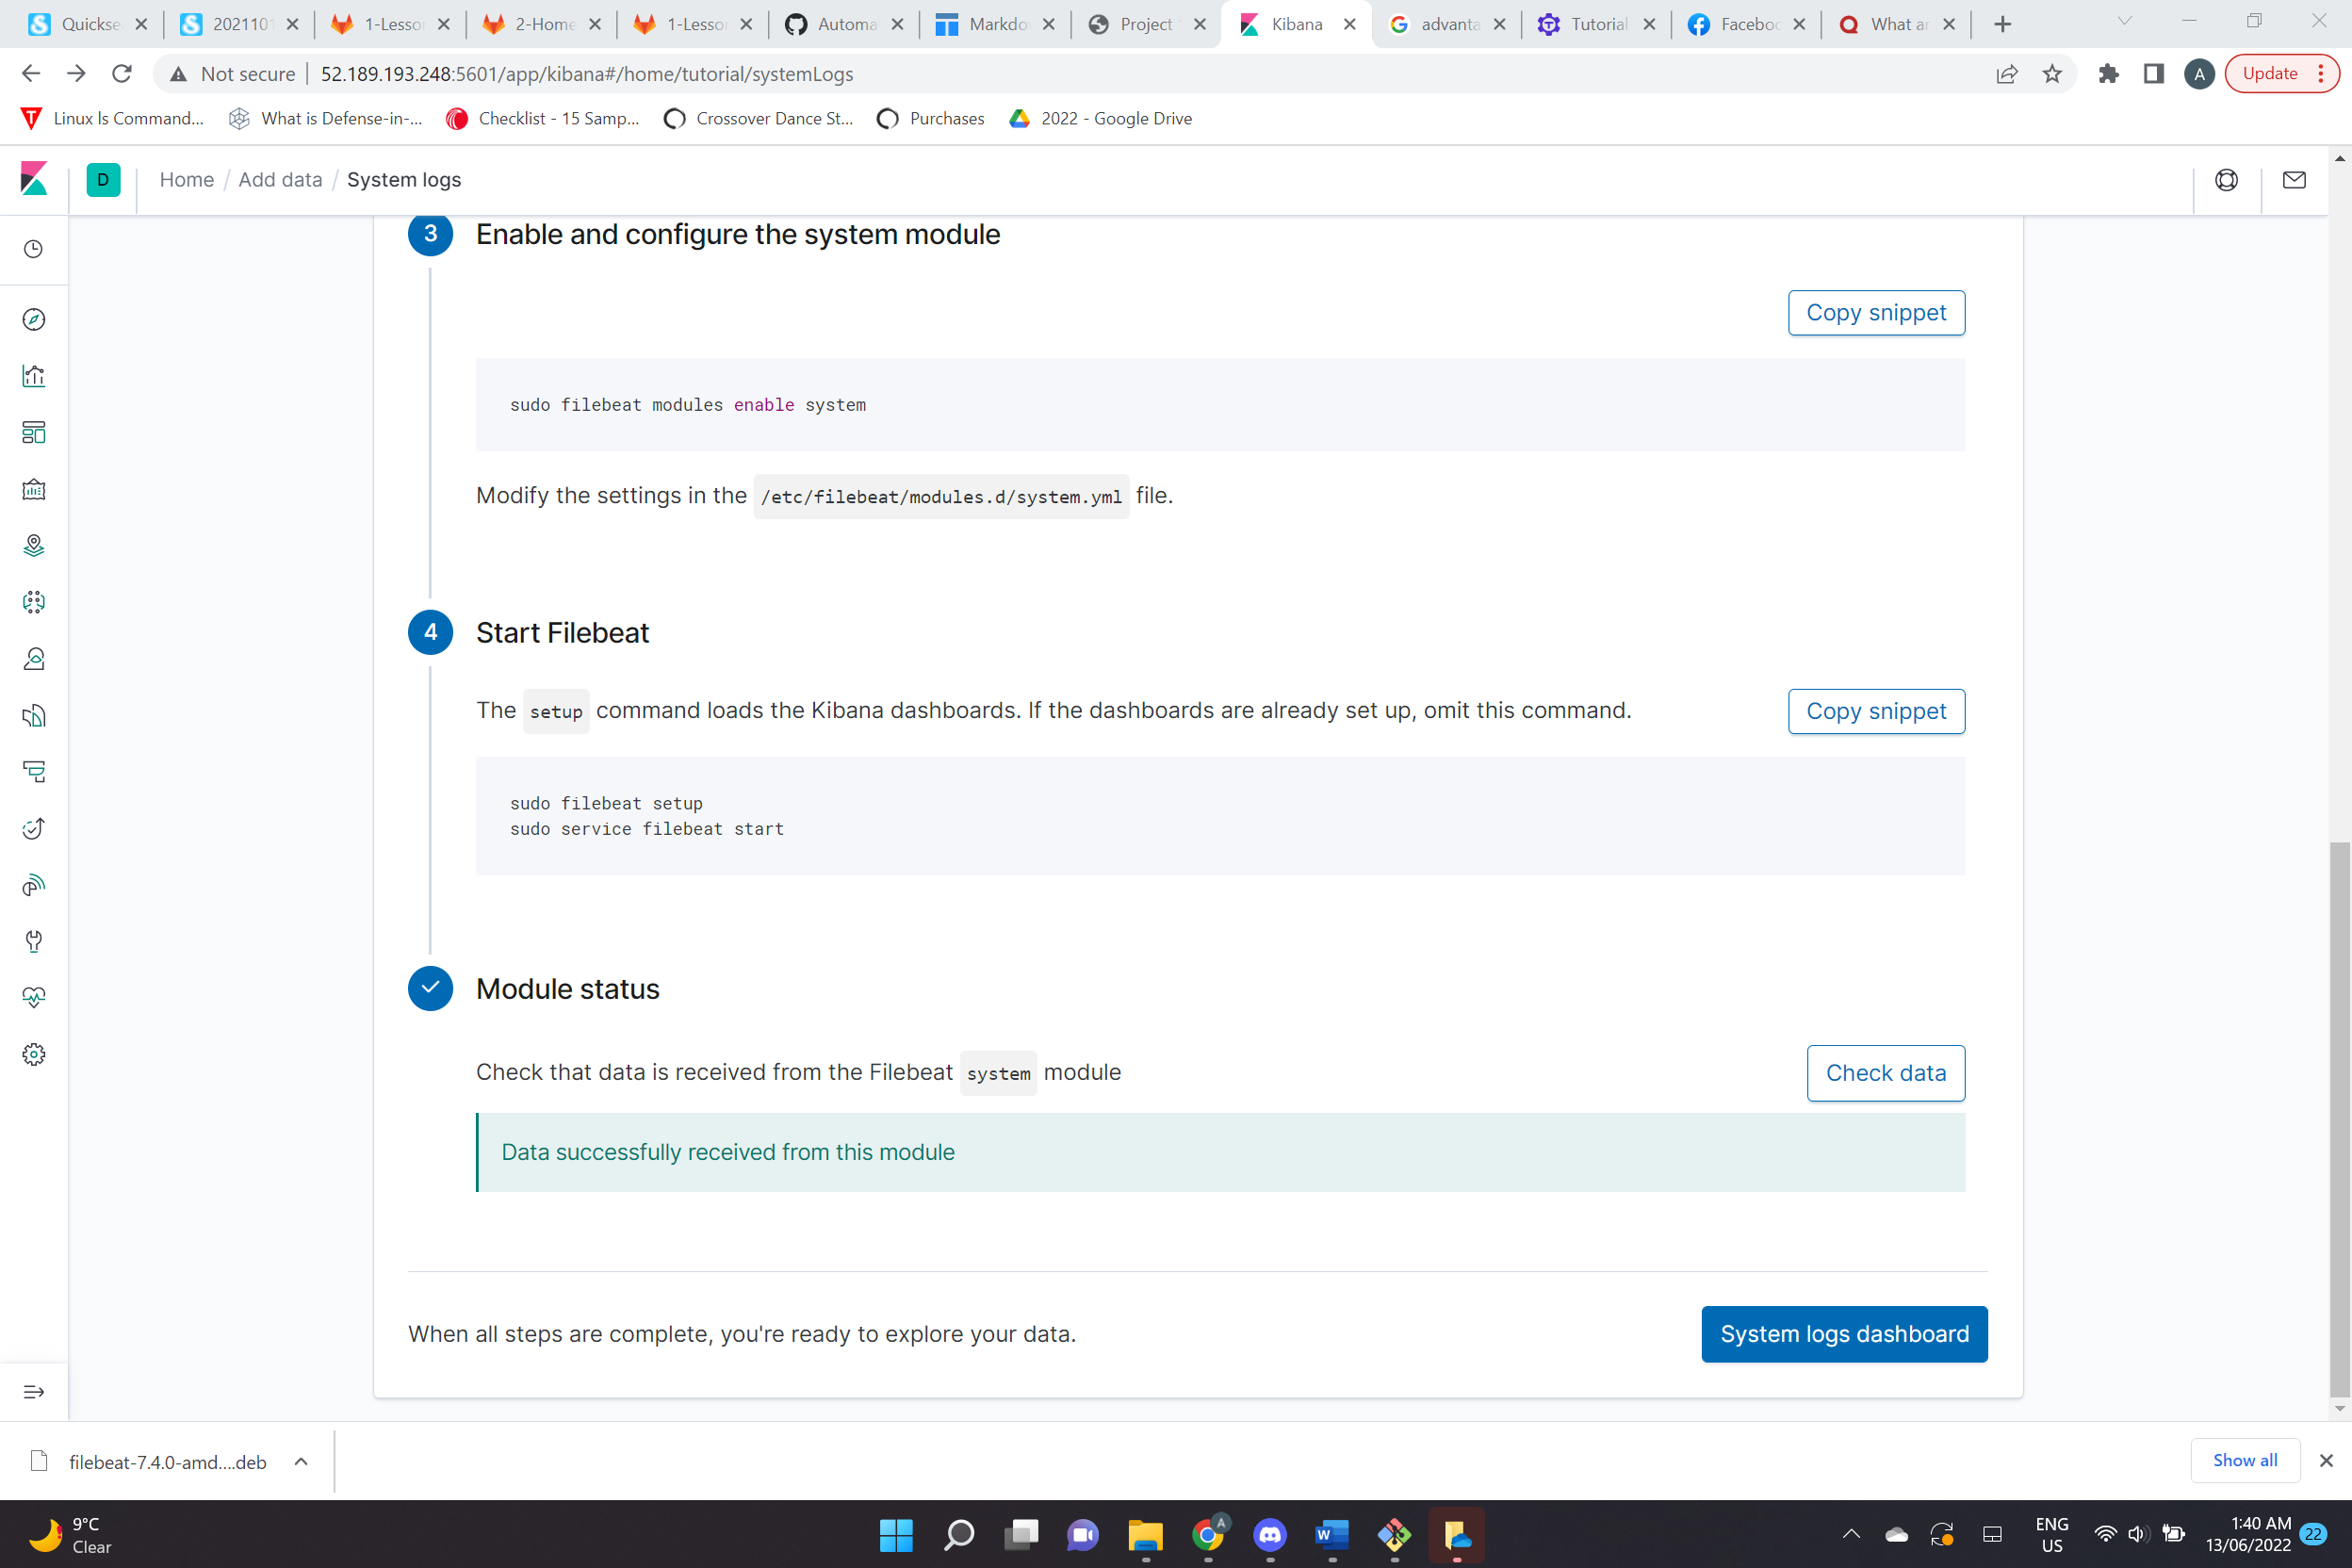 Quickse
2021101
1-Lesso
2-Home
1-Lesso
Automa
Markdo
Project
Kibana
advanta
Tutorial
Faceboc
What ar
Not secure
52.189.193.248:5601/app/kibana#/home/tutorial/systemLogs
A
Update
Linux ls Command...
What is Defense-in-...
Checklist - 15 Samp...
Crossover Dance St...
Purchases
2022 - Google Drive
D
Home / Add data / System logs
3
Enable and configure the system module
Copy snippet
sudo filebeat modules enable system
Modify the settings in the /etc/filebeat/modules.d/system.yml file.
4
Start Filebeat
The setup command loads the Kibana dashboards. If the dashboards are already set up, omit this command.
Copy snippet
sudo filebeat setup
sudo service filebeat start
Module status
Check that data is received from the Filebeat system module
Check data
Data successfully received from this module
When all steps are complete, you're ready to explore your data.
System logs dashboard
filebeat-7.4.0-amd....deb
Show all
9°C
Clear
A
ENG
US
1:40 AM
13/06/2022
22